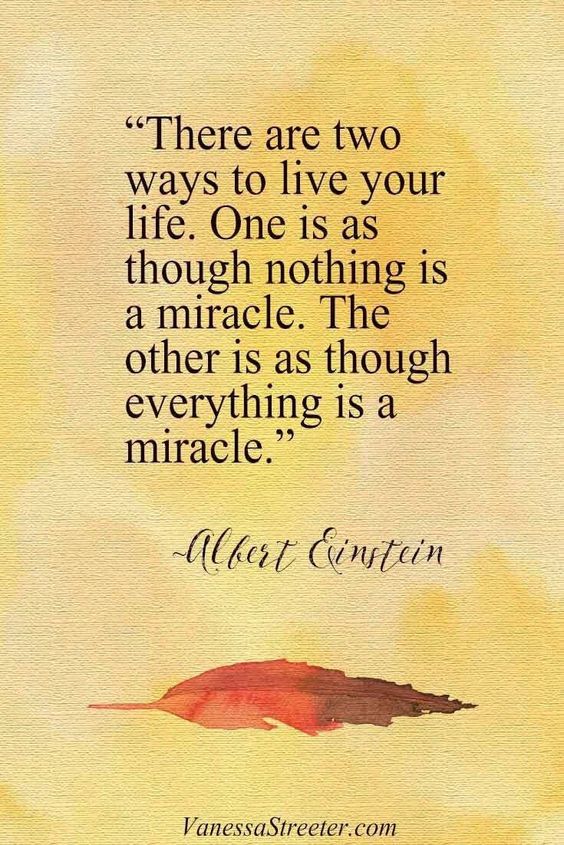 “There are two
ways to live your
life. One is as
though nothing is
a miracle. The
other is as though
everything is a
miracle.”
~Albert Einstein
VanessaStreeter.com